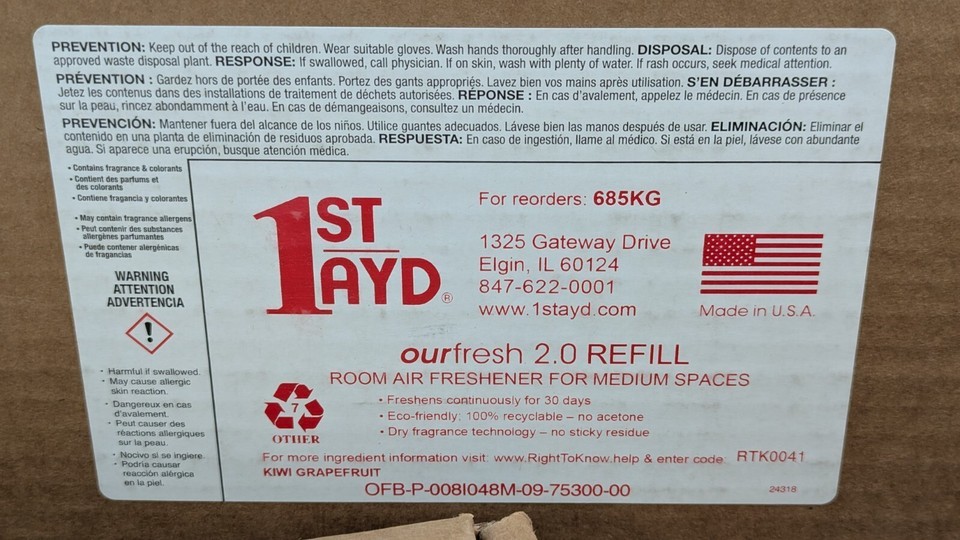 PREVENTION: Keep out of the reach of children. Wear suitable gloves. Wash hands thoroughly after handling. DISPOSAL: Dispose of contents to an
approved waste disposal plant. RESPONSE: If swallowed, call physician. If on skin, wash with plenty of water. If rash occurs, seek medical attention.
PRÉVENTION : Gardez hors de portée des enfants. Portez des gants appropriés. Lavez bien vos mains après utilisation. S'EN DÉBARRASSER :
Jetez les contenus dans des installations de traitement de déchets autorisées. RÉPONSE : En cas d'avalement, appelez le médecin. En cas de présence
sur la peau, rincez abondamment à l'eau. En cas de démangeaisons, consultez un médecin.
PREVENCIÓN: Mantener fuera del alcance de los niños. Utilice guantes adecuados. Lávese bien las manos después de usar. ELIMINACIÓN: Eliminar el
contenido en una planta de eliminación de residuos aprobada. RESPUESTA: En caso de ingestión, llame al médico. Si está en la piel, lávese con abundante
agua. Si aparece una erupción, busque atención médica.
• Contains fragrance & colorants
• Contient des parfums et
des colorants
• Contiene fragancia y colorantes
• May contain fragrance allergens
• Peut contenir des substances
allergènes parfumantes
• Puede contener alergénicas
de fragancias
WARNING
ATTENTION
ADVERTENCIA
!
• Harmful if swallowed.
• May cause allergic
skin reaction.
• Dangereux en cas
d'avalement.
• Peut causer des
réactions allergiques
sur la peau.
• Nocivo si se ingiere.
• Podría causar
reacción alérgica
en la piel.
1ST
AYD®
For reorders: 685KG
1325 Gateway Drive
Elgin, IL 60124
847-622-0001
www.1stayd.com
Made in U.S.A.
ourfresh 2.0 REFILL
ROOM AIR FRESHENER FOR MEDIUM SPACES
7
OTHER
• Freshens continuously for 30 days
• Eco-friendly; 100% recyclable – no acetone
• Dry fragrance technology – no sticky residue
For more ingredient information visit: www.RightToKnow.help & enter code: RTK0041
KIWI GRAPEFRUIT
OFB-P-008I048M-09-75300-00
24318